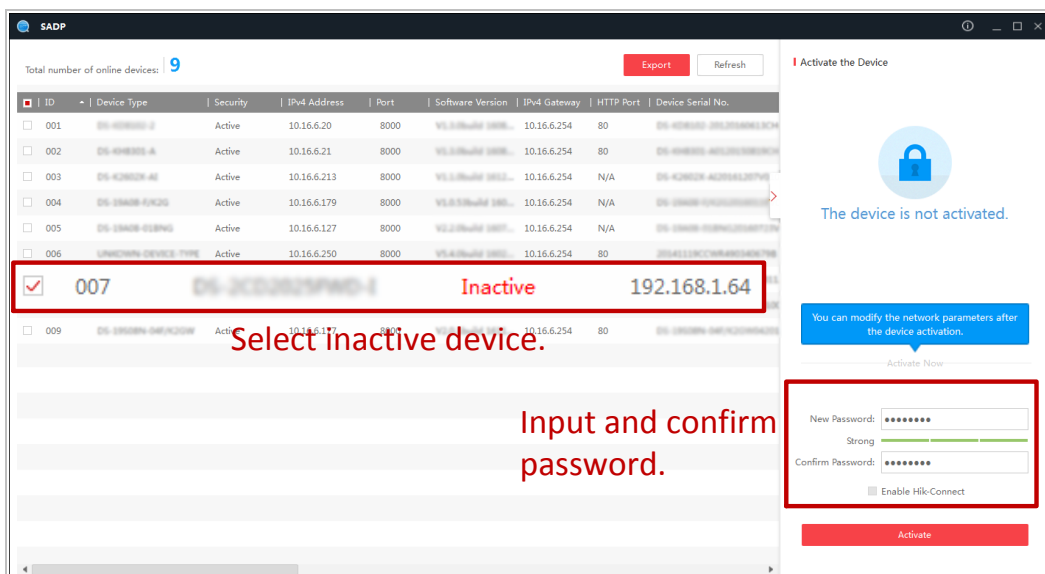 SADP
Total number of online devices: 9
Export
Refresh
ID Device Type Security IPv4 Address Port Software Version IPv4 Gateway HTTP Port Device Serial No.
001 Active 10.16.6.20 8000 10.16.6.254 80
002 Active 10.16.6.21 8000 10.16.6.254 80
003 Active 10.16.6.213 8000 10.16.6.254 N/A
004 Active 10.16.6.179 8000 10.16.6.254 N/A
005 Active 10.16.6.127 8000 10.16.6.254 N/A
006 Active 10.16.6.250 8000 10.16.6.254 80
007 Inactive 192.168.1.64
009 Active 10.16.6.177 8000 10.16.6.254 80
Select inactive device.
Input and confirm
password.
Activate the Device
The device is not activated.
You can modify the network parameters after
the device activation.
Activate Now
New Password: ●●●●●●●●
Strong
Confirm Password: ●●●●●●●●
Enable Hik-Connect
Activate